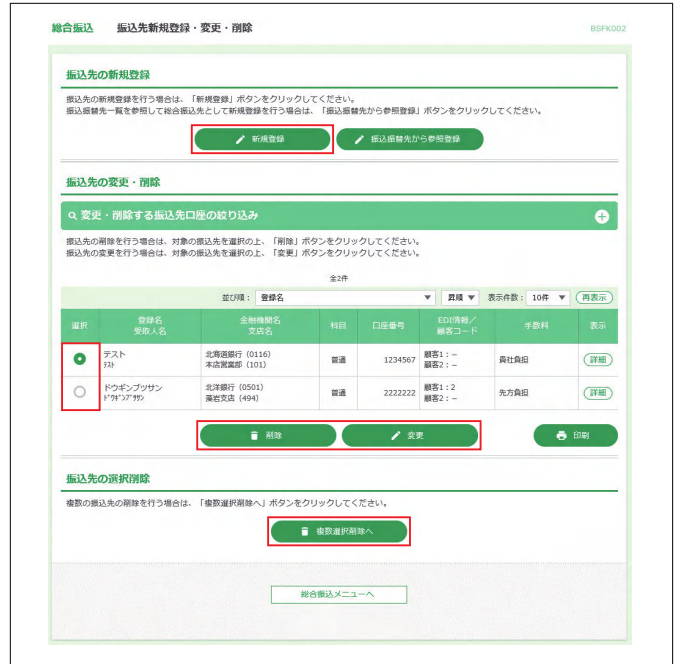 総合振込 振込先新規登録・変更・削除 BSFK002
振込先の新規登録
振込先の新規登録を行う場合は、「新規登録」ボタンをクリックしてください。
振込振替先一覧を参照して総合振込先として新規登録を行う場合は、「振込振替先から参照登録」ボタンをクリックしてください。
新規登録 振込振替先から参照登録
振込先の変更・削除
変更・削除する振込先口座の絞り込み
振込先の削除を行う場合は、対象の振込先を選択の上、「削除」ボタンをクリックしてください。
振込先の変更を行う場合は、対象の振込先を選択の上、「変更」ボタンをクリックしてください。
全2件
並び順： 登録名 ▼ 昇順 ▼ 表示件数： 10件 ▼ 再表示
選択 登録名 受取人名 金融機関名 支店名 科目 口座番号 EDI情報／ 顧客コード 手数料 表示
テスト 北海道銀行（0116） 普通 1234567 顧客1：− 貴社負担 詳細
ﾃｽﾄ 本店営業部（101） 顧客2：−
ドウギンブツサン 北洋銀行（0501） 普通 2222222 顧客1：2 先方負担 詳細
ﾄﾞｳｷﾞﾝﾌﾞﾂｻﾝ 藻岩支店（494） 顧客2：−
削除 変更 印刷
振込先の選択削除
複数の振込先の削除を行う場合は、「複数選択削除へ」ボタンをクリックしてください。
複数選択削除へ
総合振込メニューへ